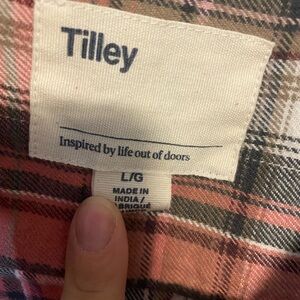 Tilley
Inspired by life out of doors
L/G
MADE IN
INDIA /